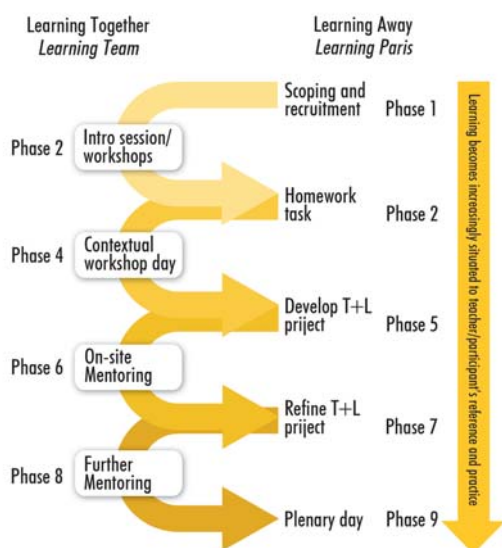 Learning Together
Learning Team
Learning Away
Learning Paris
Scoping and
recruitment
Phase 1
Phase 2
Intro session/
workshops
Homework
task
Phase 2
Phase 4
Contextual
workshop day
Develop T+L
priject
Phase 5
Phase 6
On-site
Mentoring
Refine T+L
priject
Phase 7
Phase 8
Further
Mentoring
Plenary day
Phase 9
Learning becomes increasingly situated to teacher/participant's reference and practice